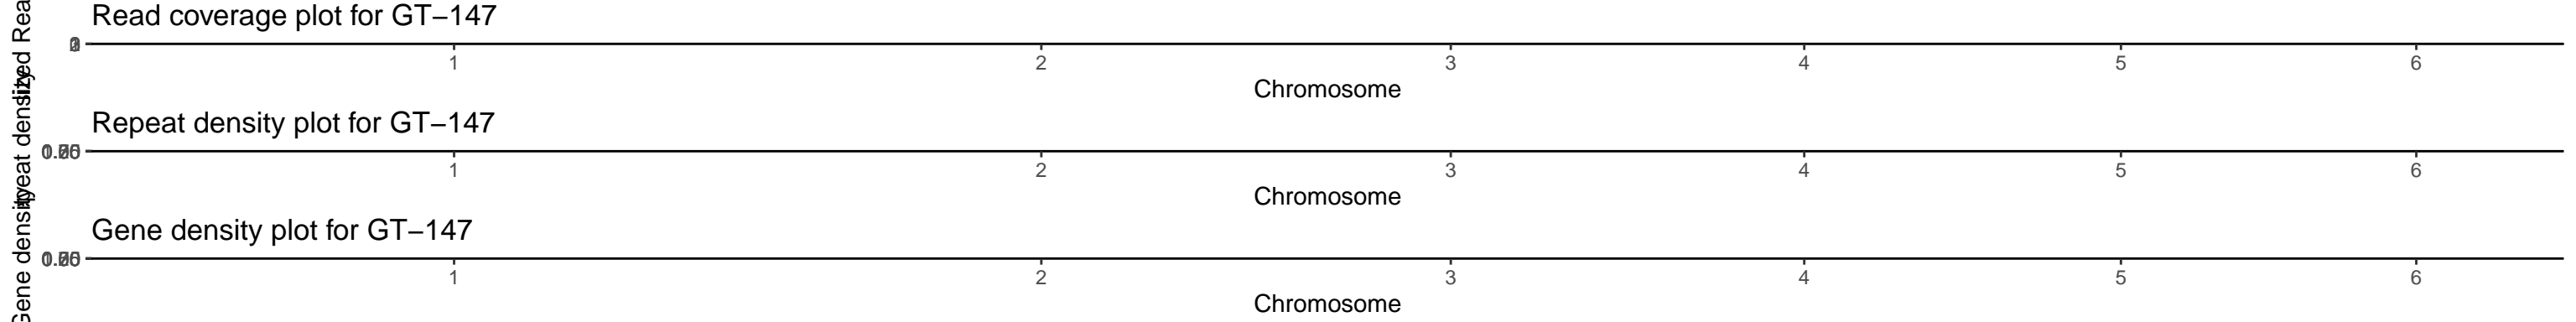 Read coverage plot for GT–147
1 2 3 4 5 6
Chromosome
Repeat density plot for GT–147
1 2 3 4 5 6
Chromosome
Gene density plot for GT–147
1 2 3 4 5 6
Chromosome
Gene density